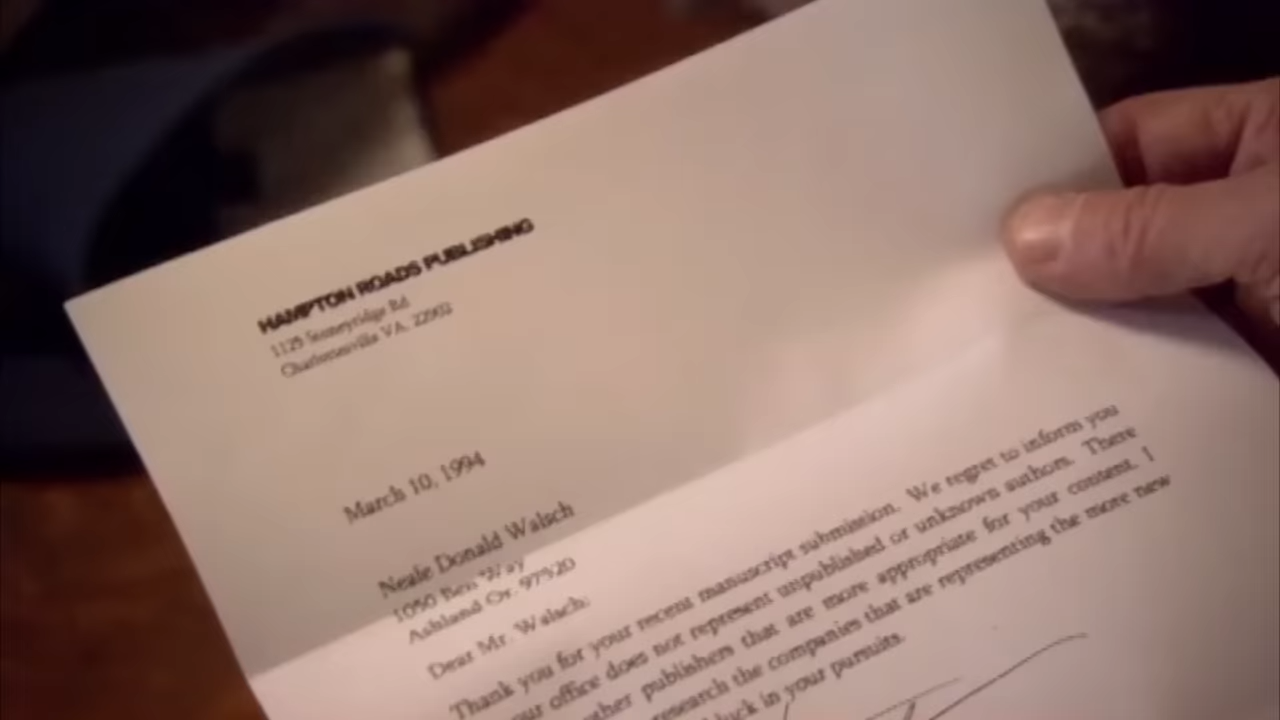 HAMPTON ROADS PUBLISHING
1129 Stoneyridge Rd
Charlottesville VA, 22902
March 10, 1994
Neale Donald Walsch
1050 Ben Way
Ashland Or. 97520
Dear Mr. Walsch:
Thank you for your recent manuscript submission. We regret to inform you
our office does not represent unpublished or unknown authors. There
other publishers that are more appropriate for your content. I
research the companies that are representing the more new
luck in your pursuits.